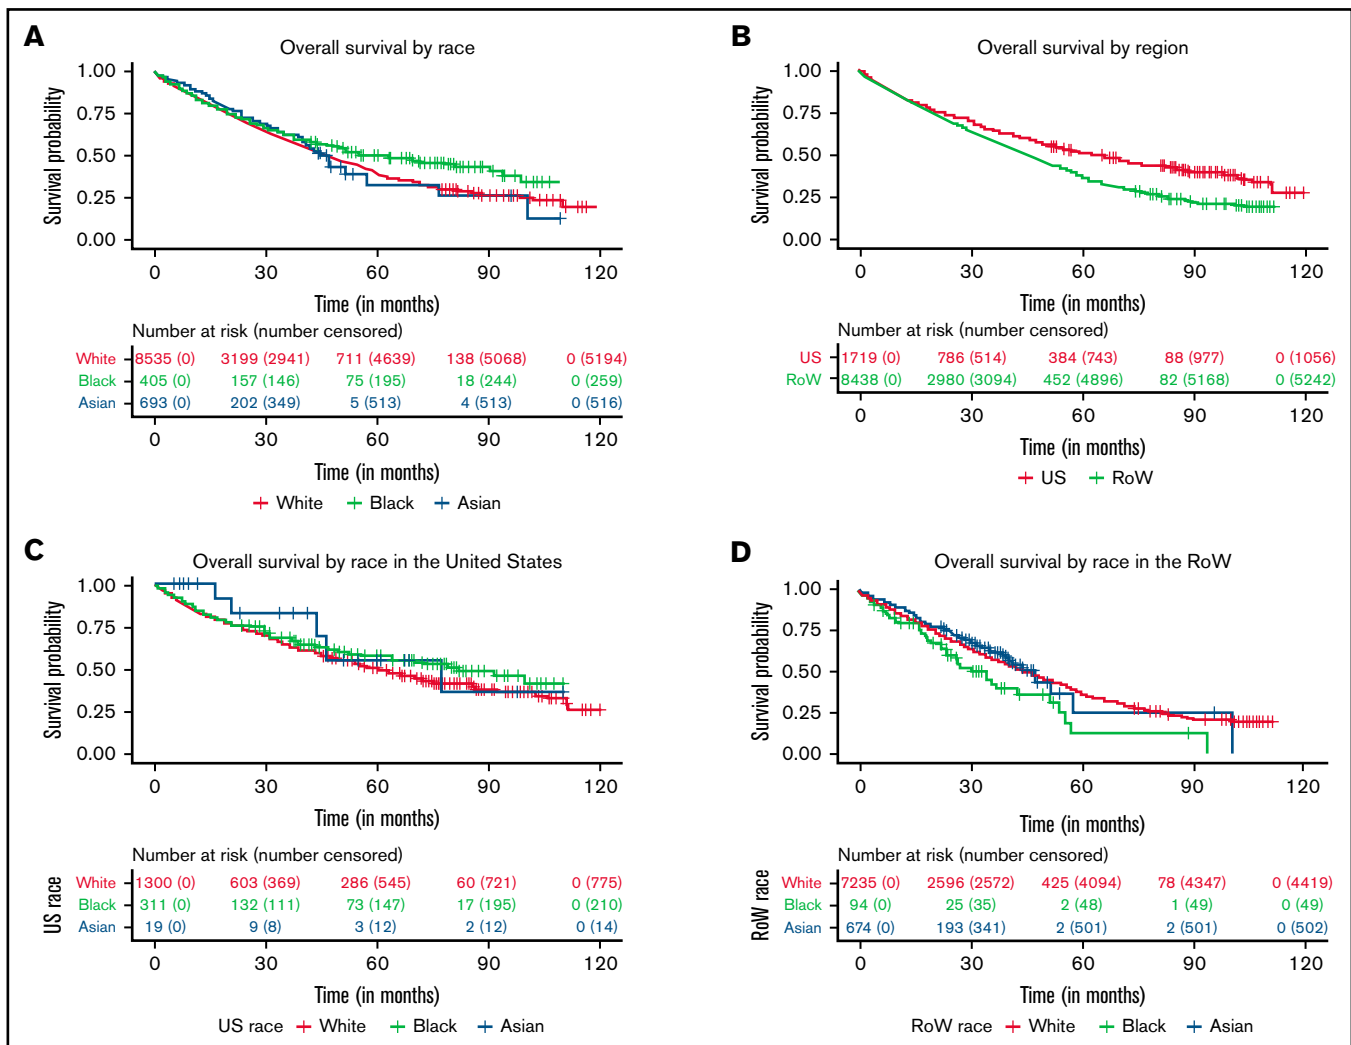 A
Overall survival by race
Survival probability
1.00
0.75
0.50
0.25
0.00
0 30 60 90 120
Time (in months)
Number at risk (number censored)
White 8535 (0) 3199 (2941) 711 (4639) 138 (5068) 0 (5194)
Black 405 (0) 157 (146) 75 (195) 18 (244) 0 (259)
Asian 693 (0) 202 (349) 5 (513) 4 (513) 0 (516)
0 30 60 90 120
Time (in months)
White Black Asian
B
Overall survival by region
Survival probability
1.00
0.75
0.50
0.25
0.00
0 30 60 90 120
Time (in months)
Number at risk (number censored)
US 1719 (0) 786 (514) 384 (743) 88 (977) 0 (1056)
RoW 8438 (0) 2980 (3094) 452 (4896) 82 (5168) 0 (5242)
0 30 60 90 120
Time (in months)
US RoW
C
Overall survival by race in the United States
Survival probability
1.00
0.75
0.50
0.25
0.00
0 30 60 90 120
Time (in months)
Number at risk (number censored)
US race
White 1300 (0) 603 (369) 286 (545) 60 (721) 0 (775)
Black 311 (0) 132 (111) 73 (147) 17 (195) 0 (210)
Asian 19 (0) 9 (8) 3 (12) 2 (12) 0 (14)
0 30 60 90 120
Time (in months)
US race White Black Asian
D
Overall survival by race in the RoW
Survival probability
1.00
0.75
0.50
0.25
0.00
0 30 60 90 120
Time (in months)
Number at risk (number censored)
RoW race
White 7235 (0) 2596 (2572) 425 (4094) 78 (4347) 0 (4419)
Black 94 (0) 25 (35) 2 (48) 1 (49) 0 (49)
Asian 674 (0) 193 (341) 2 (501) 2 (501) 0 (502)
0 30 60 90 120
Time (in months)
RoW race White Black Asian